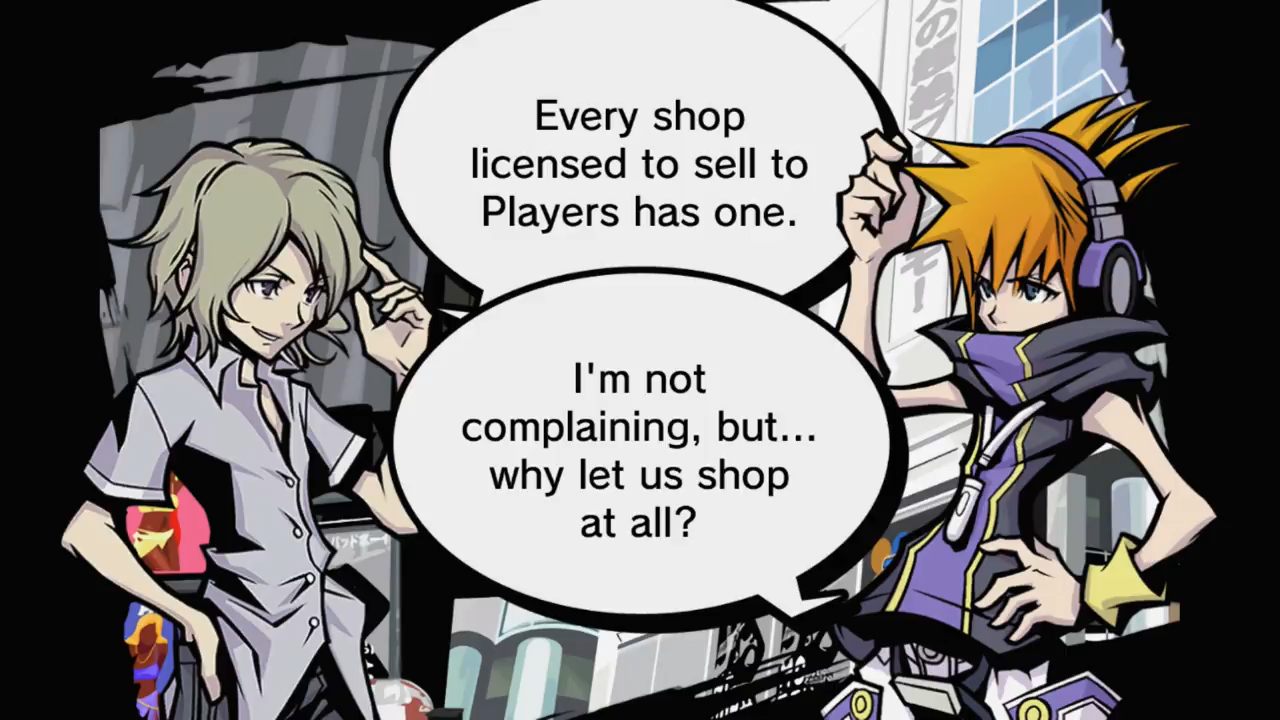 Every shop
licensed to sell to
Players has one.
I'm not
complaining, but...
why let us shop
at all?